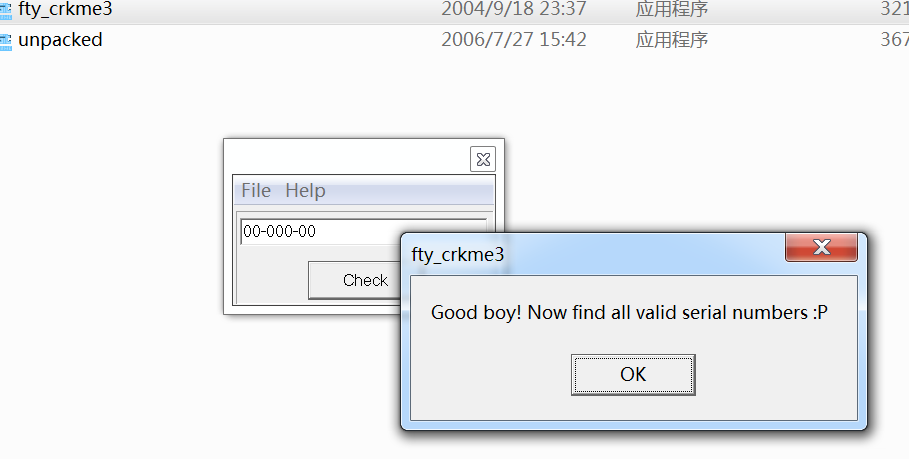 fty_crkme3 2004/9/18 23:37 应用程序 321
unpacked 2006/7/27 15:42 应用程序 367
File Help
00-000-00
Check
fty_crkme3
Good boy! Now find all valid serial numbers :P
OK